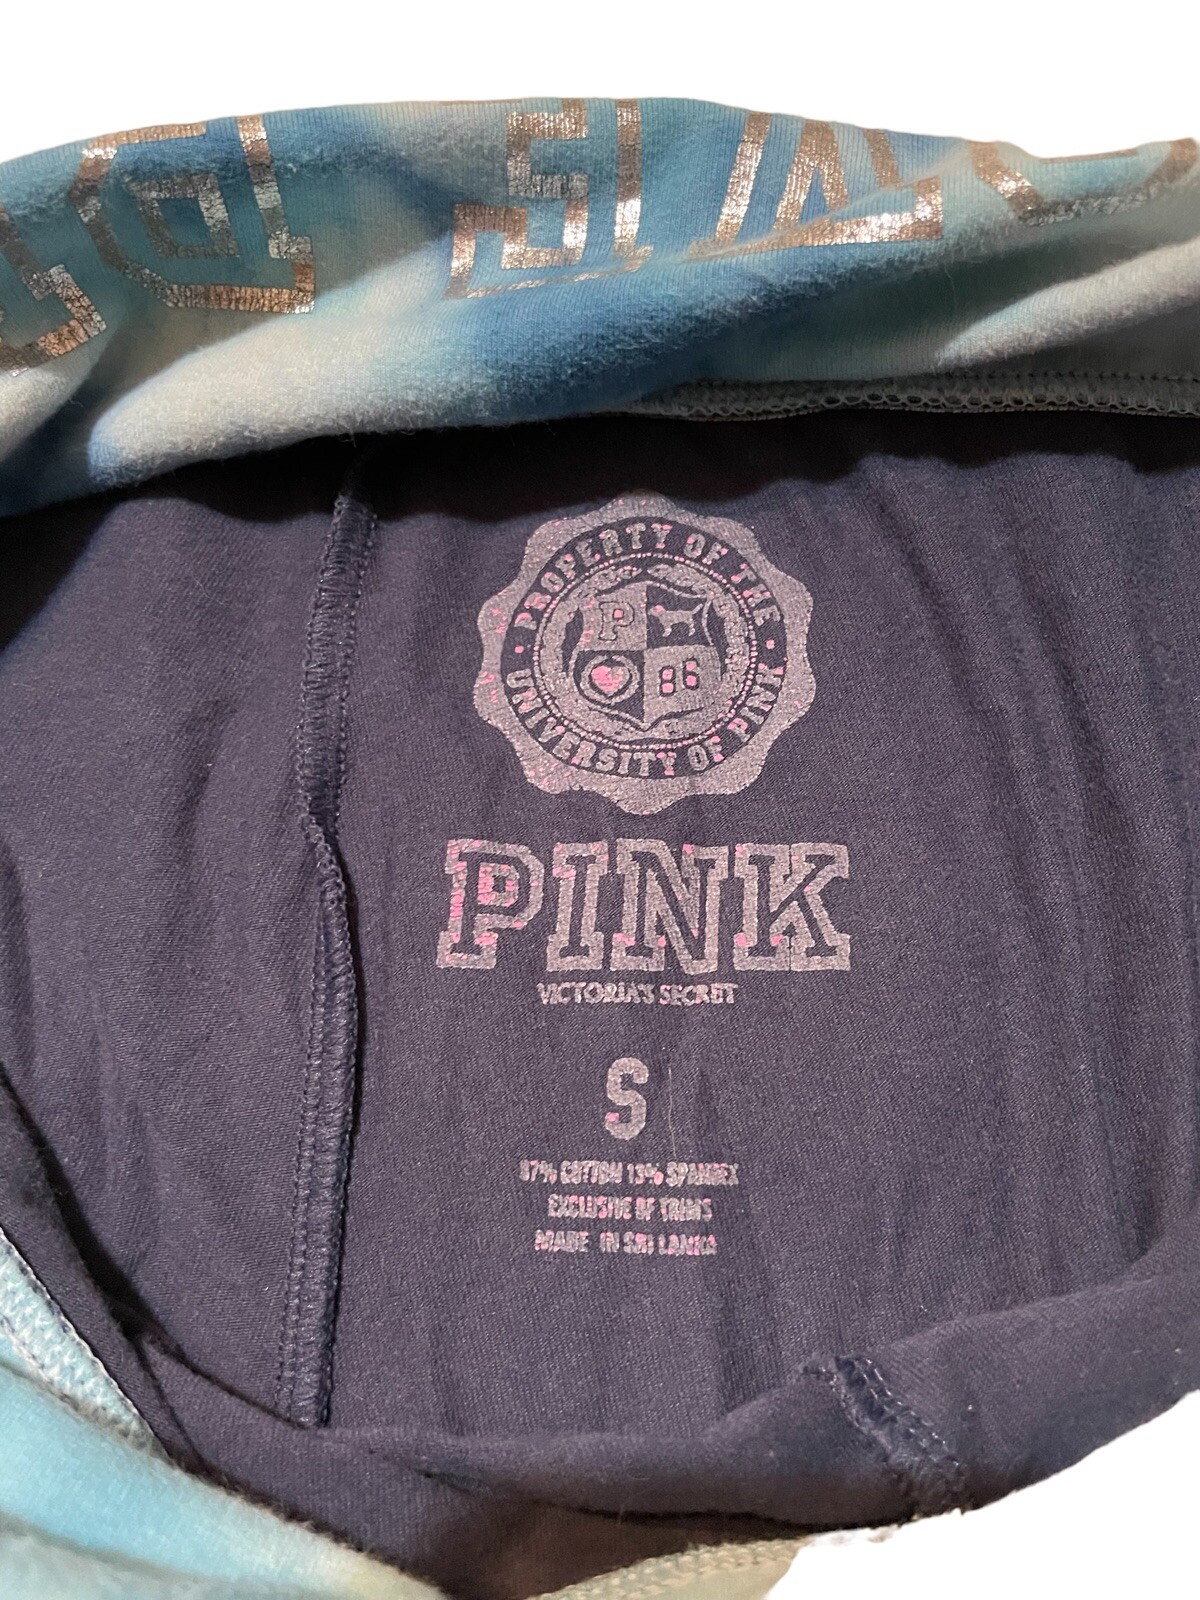 PROPERTY OF THE
P
86
UNIVERSITY OF PINK
PINK
VICTORIA'S SECRET
S
87% COTTON 13% SPANDEX
EXCLUSIVE OF TRIMS
MADE IN SRI LANKA